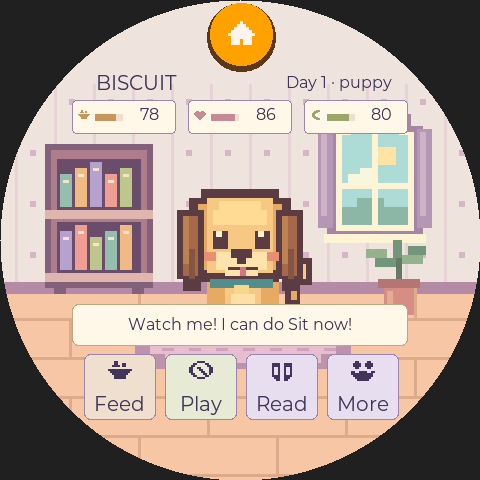 BISCUIT
Day 1 · puppy
78
86
80
Watch me! I can do Sit now!
Feed
Play
Read
More